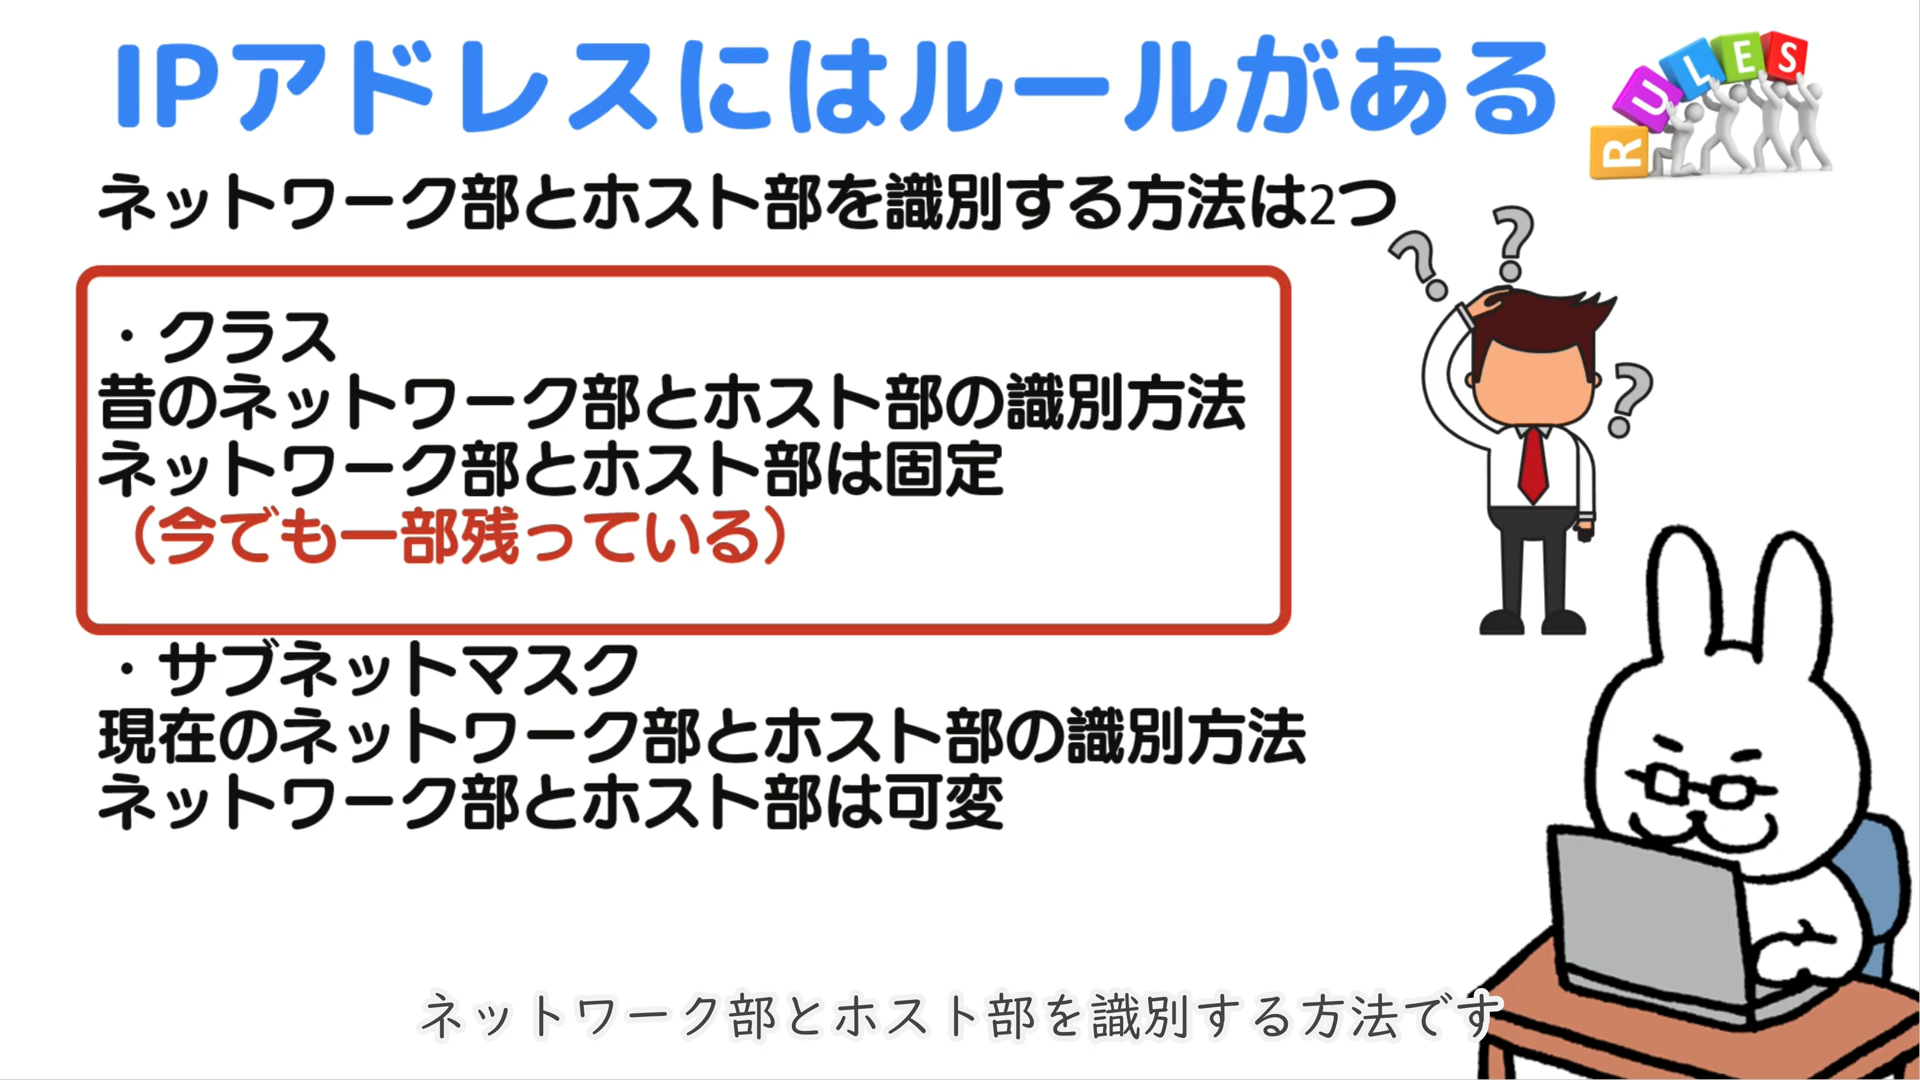 IPアドレスにはルールがある
RULES
ネットワーク部とホスト部を識別する方法は2つ
? ? ?
・クラス
昔のネットワーク部とホスト部の識別方法
ネットワーク部とホスト部は固定
（今でも一部残っている）
・サブネットマスク
現在のネットワーク部とホスト部の識別方法
ネットワーク部とホスト部は可変
ネットワーク部とホスト部を識別する方法です